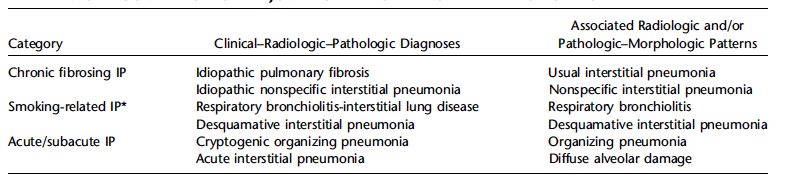 Associated Radiologic and/or
Category Clinical–Radiologic–Pathologic Diagnoses Pathologic–Morphologic Patterns
Chronic fibrosing IP Idiopathic pulmonary fibrosis Usual interstitial pneumonia
Idiopathic nonspecific interstitial pneumonia Nonspecific interstitial pneumonia
Smoking-related IP* Respiratory bronchiolitis-interstitial lung disease Respiratory bronchiolitis
Desquamative interstitial pneumonia Desquamative interstitial pneumonia
Acute/subacute IP Cryptogenic organizing pneumonia Organizing pneumonia
Acute interstitial pneumonia Diffuse alveolar damage